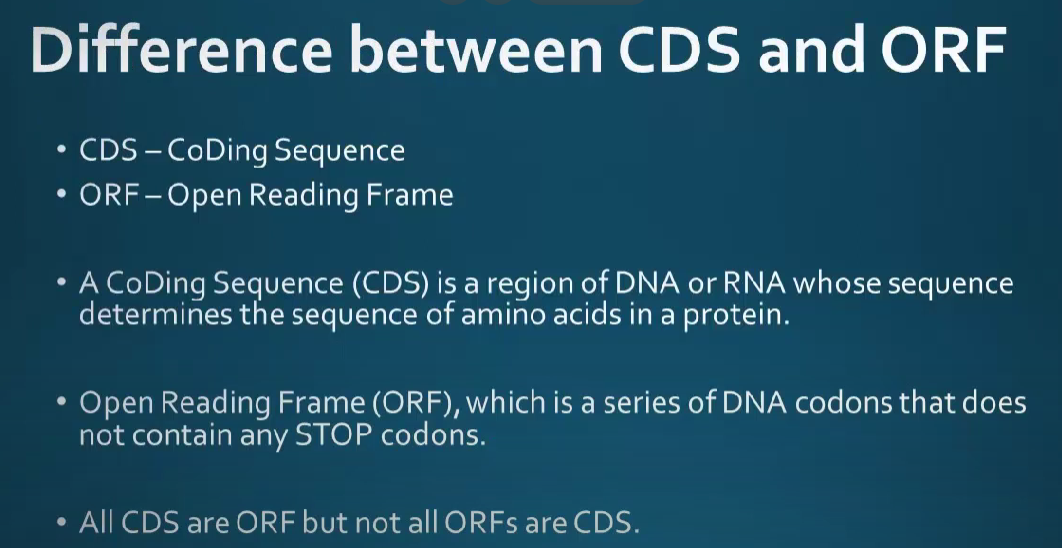 Difference between CDS and ORF
• CDS – CoDing Sequence
• ORF – Open Reading Frame
• A CoDing Sequence (CDS) is a region of DNA or RNA whose sequence
determines the sequence of amino acids in a protein.
• Open Reading Frame (ORF), which is a series of DNA codons that does
not contain any STOP codons.
• All CDS are ORF but not all ORFs are CDS.